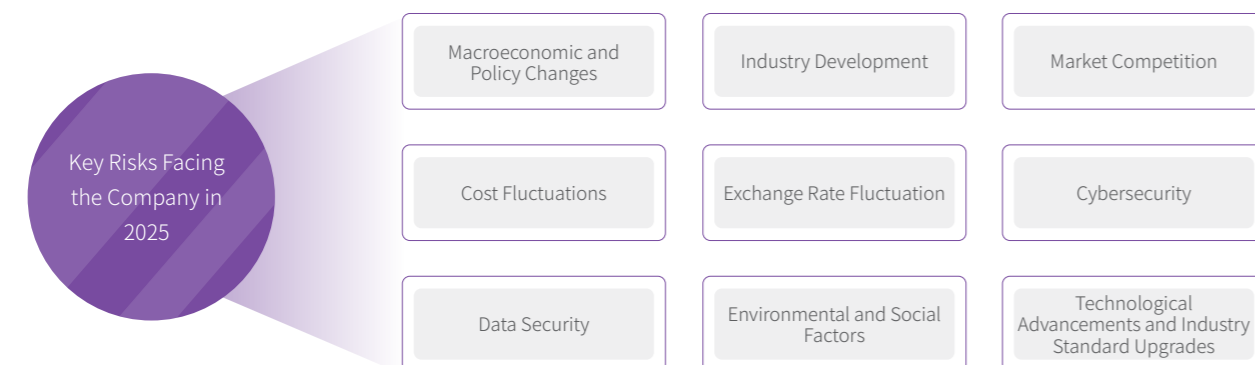 Key Risks Facing
the Company in
2025
Macroeconomic and
Policy Changes
Industry Development
Market Competition
Cost Fluctuations
Exchange Rate Fluctuation
Cybersecurity
Data Security
Environmental and Social
Factors
Technological
Advancements and Industry
Standard Upgrades